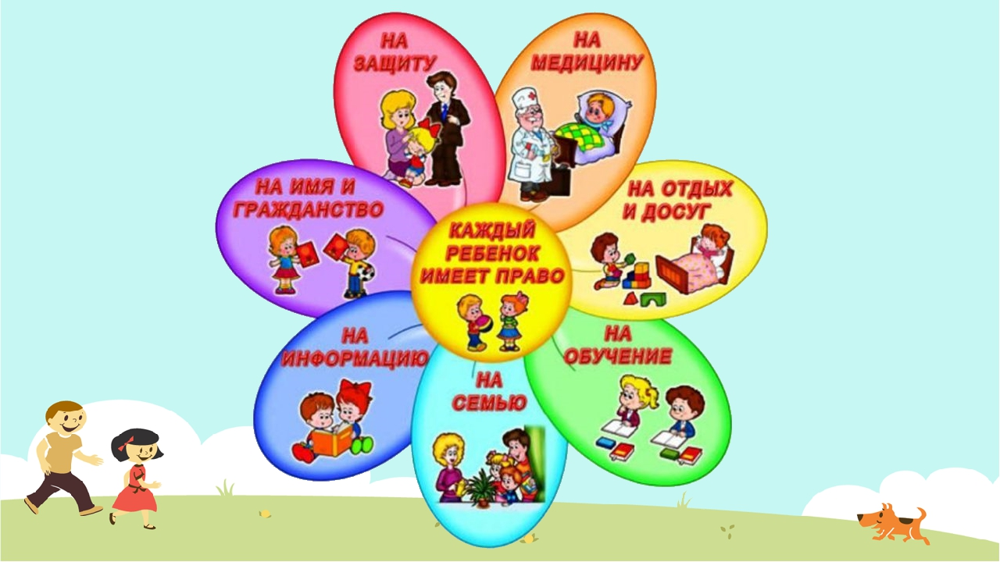 КАЖДЫЙ
РЕБЕНОК
ИМЕЕТ ПРАВО
НА
ЗАЩИТУ
НА
МЕДИЦИНУ
НА ОТДЫХ
И ДОСУГ
НА
ОБУЧЕНИЕ
НА
СЕМЬЮ
НА
ИНФОРМАЦИЮ
НА ИМЯ И
ГРАЖДАНСТВО